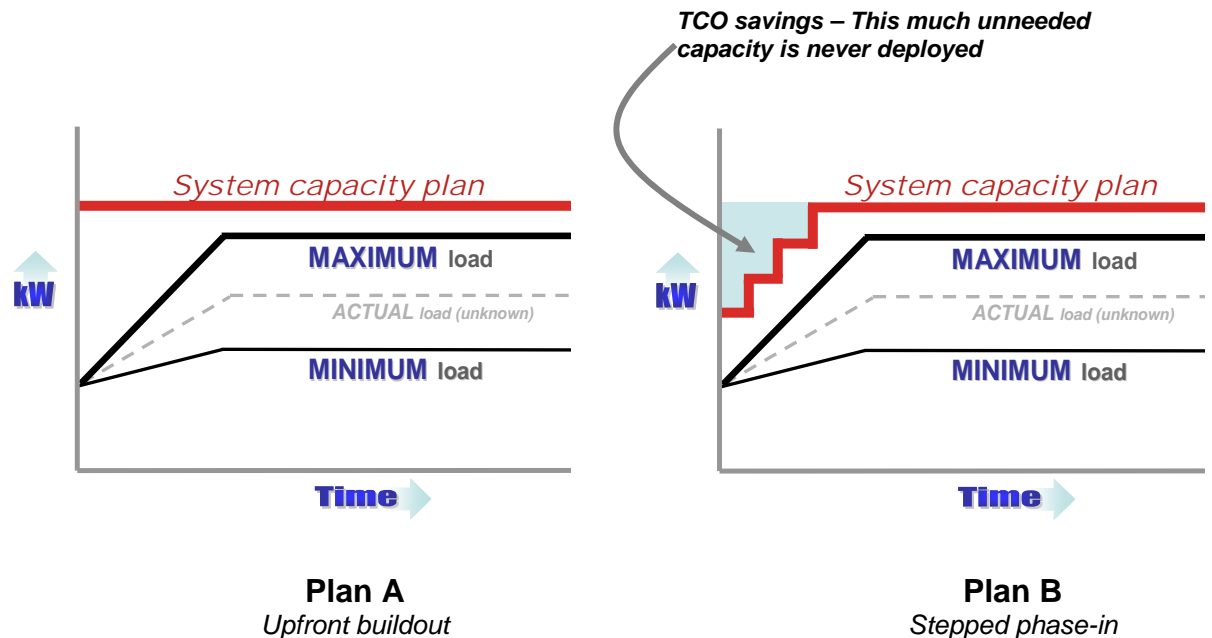 TCO savings – This much unneeded
capacity is never deployed
System capacity plan
MAXIMUM load
kW
ACTUAL load (unknown)
MINIMUM load
Time
Plan A
Upfront buildout
System capacity plan
MAXIMUM load
kW
ACTUAL load (unknown)
MINIMUM load
Time
Plan B
Stepped phase-in